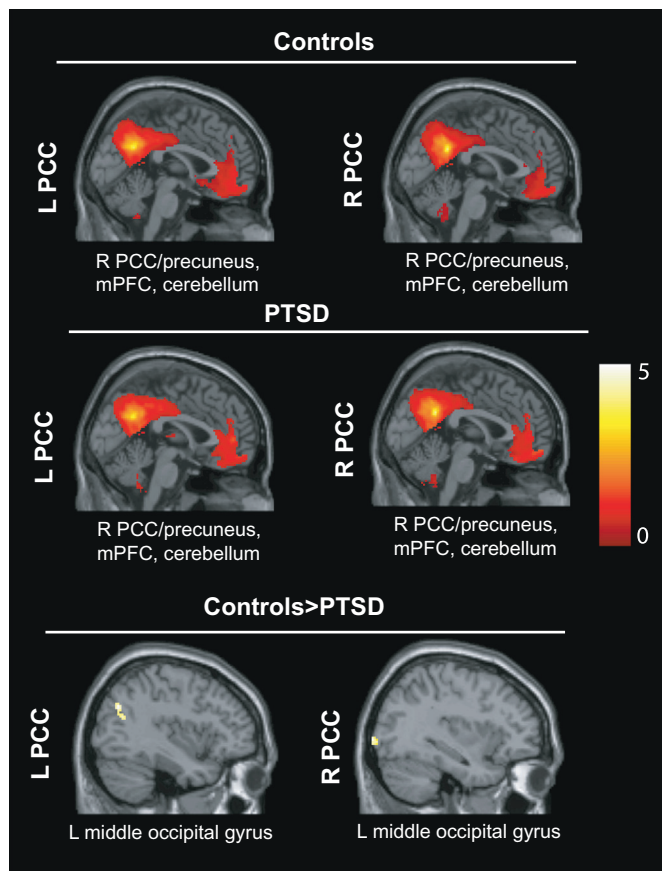 Controls
L PCC
R PCC
R PCC/precuneus,
mPFC, cerebellum
R PCC/precuneus,
mPFC, cerebellum
PTSD
L PCC
R PCC
5
0
R PCC/precuneus,
mPFC, cerebellum
R PCC/precuneus,
mPFC, cerebellum
Controls>PTSD
L PCC
R PCC
L middle occipital gyrus
L middle occipital gyrus